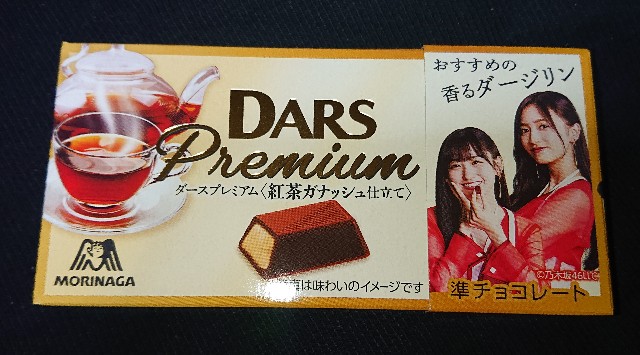 DARS
Premium
ダースプレミアム〈紅茶ガナッシュ仕立て〉
MORINAGA
は味わいのイメージです
おすすめの
香るダージリン
©乃木坂46LLC
準チョコレート